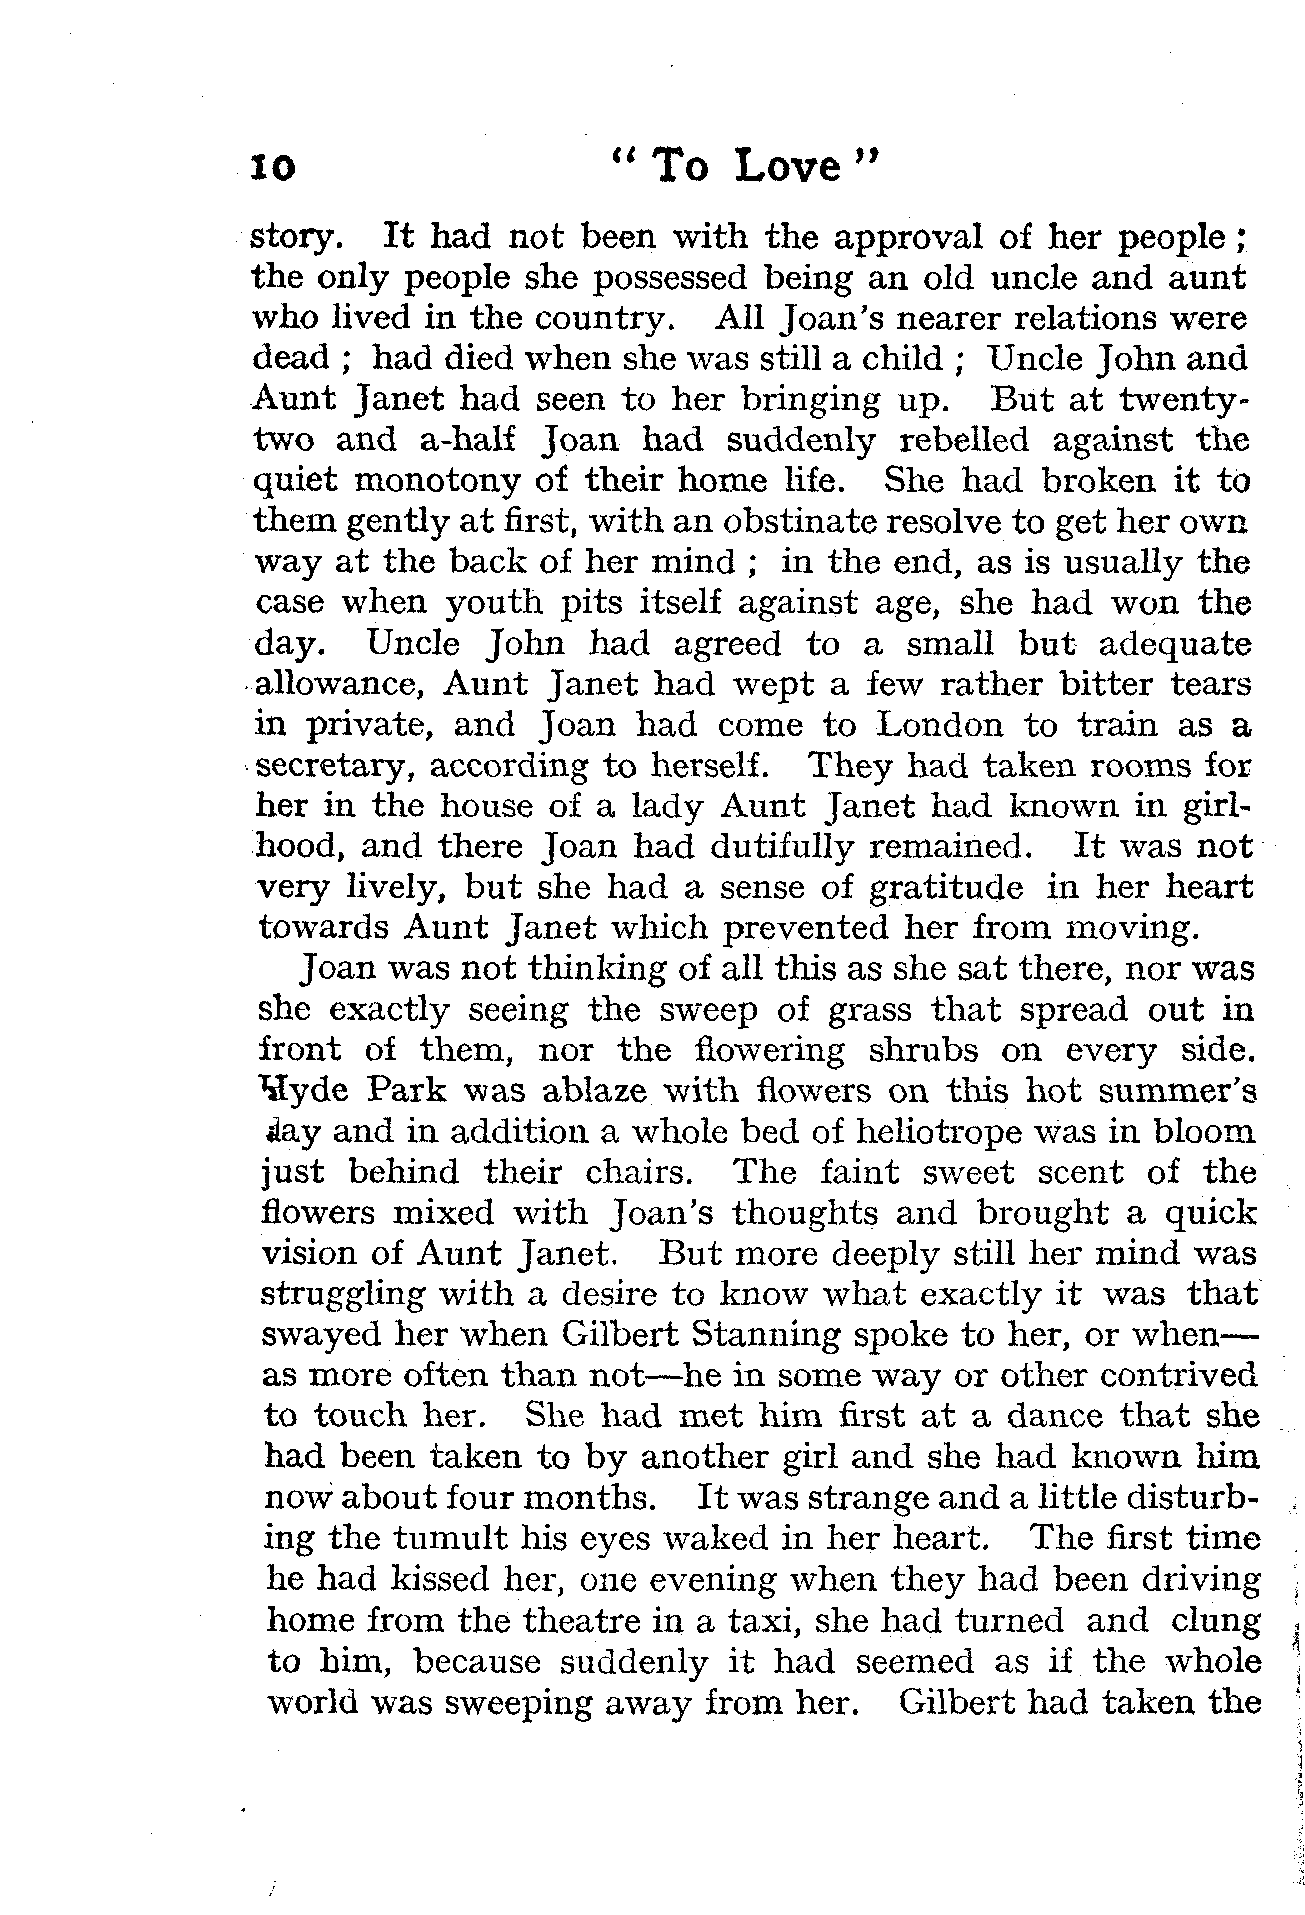 10 “ To Love ”
story. It had not been with the approval of her people ;
the only people she possessed being an old uncle and aunt
who lived in the country. All Joan's nearer relations were
dead ; had died when she was still a child ; Uncle John and
Aunt Janet had seen to her bringing up. But at twenty-
two and a-half Joan had suddenly rebelled against the
quiet monotony of their home life. She had broken it to
them gently at first, with an obstinate resolve to get her own
way at the back of her mind ; in the end, as is usually the
case when youth pits itself against age, she had won the
day. Uncle John had agreed to a small but adequate
allowance, Aunt Janet had wept a few rather bitter tears
in private, and Joan had come to London to train as a
secretary, according to herself. They had taken rooms for
her in the house of a lady Aunt Janet had known in girl-
hood, and there Joan had dutifully remained. It was not
very lively, but she had a sense of gratitude in her heart
towards Aunt Janet which prevented her from moving.
Joan was not thinking of all this as she sat there, nor was
she exactly seeing the sweep of grass that spread out in
front of them, nor the flowering shrubs on every side.
Hyde Park was ablaze with flowers on this hot summer's
day and in addition a whole bed of heliotrope was in bloom
just behind their chairs. The faint sweet scent of the
flowers mixed with Joan's thoughts and brought a quick
vision of Aunt Janet. But more deeply still her mind was
struggling with a desire to know what exactly it was that
swayed her when Gilbert Stanning spoke to her, or when—
as more often than not—he in some way or other contrived
to touch her. She had met him first at a dance that she
had been taken to by another girl and she had known him
now about four months. It was strange and a little disturb-
ing the tumult his eyes waked in her heart. The first time
he had kissed her, one evening when they had been driving
home from the theatre in a taxi, she had turned and clung
to him, because suddenly it had seemed as if the whole
world was sweeping away from her. Gilbert had taken the